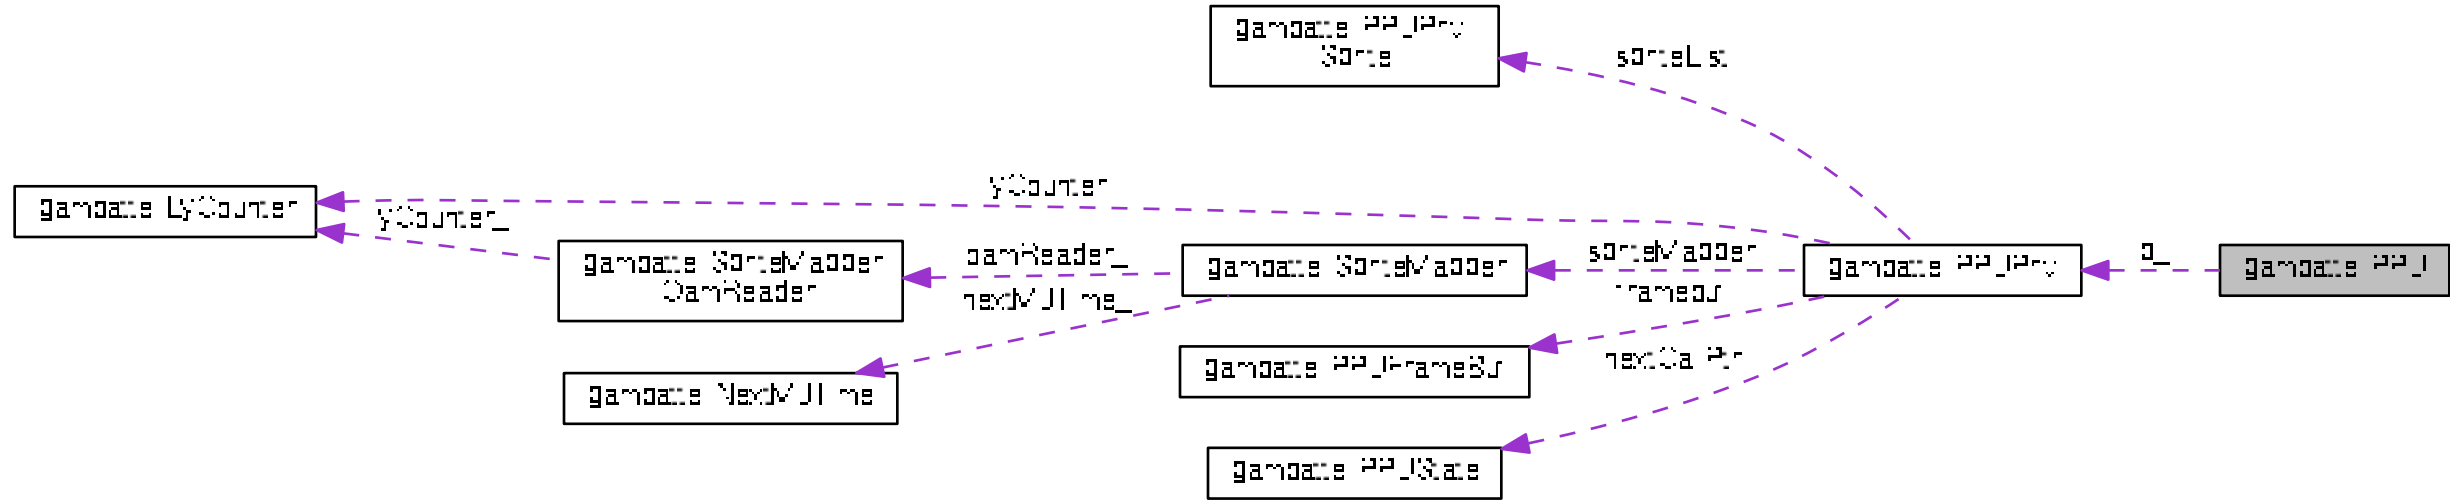 gambatte::PPUPriv::
Sprite
spriteList
lyCounter
gambatte::LyCounter
lyCounter_
gambatte::SpriteMapper
::OamReader
oamReader_
gambatte::SpriteMapper
spriteMapper
gambatte::PPUPriv
p_
gambatte::PPU
nextM0Time_
framebuf
gambatte::PPUFrameBuf
nextCallPtr
gambatte::NextM0Time
gambatte::PPUState